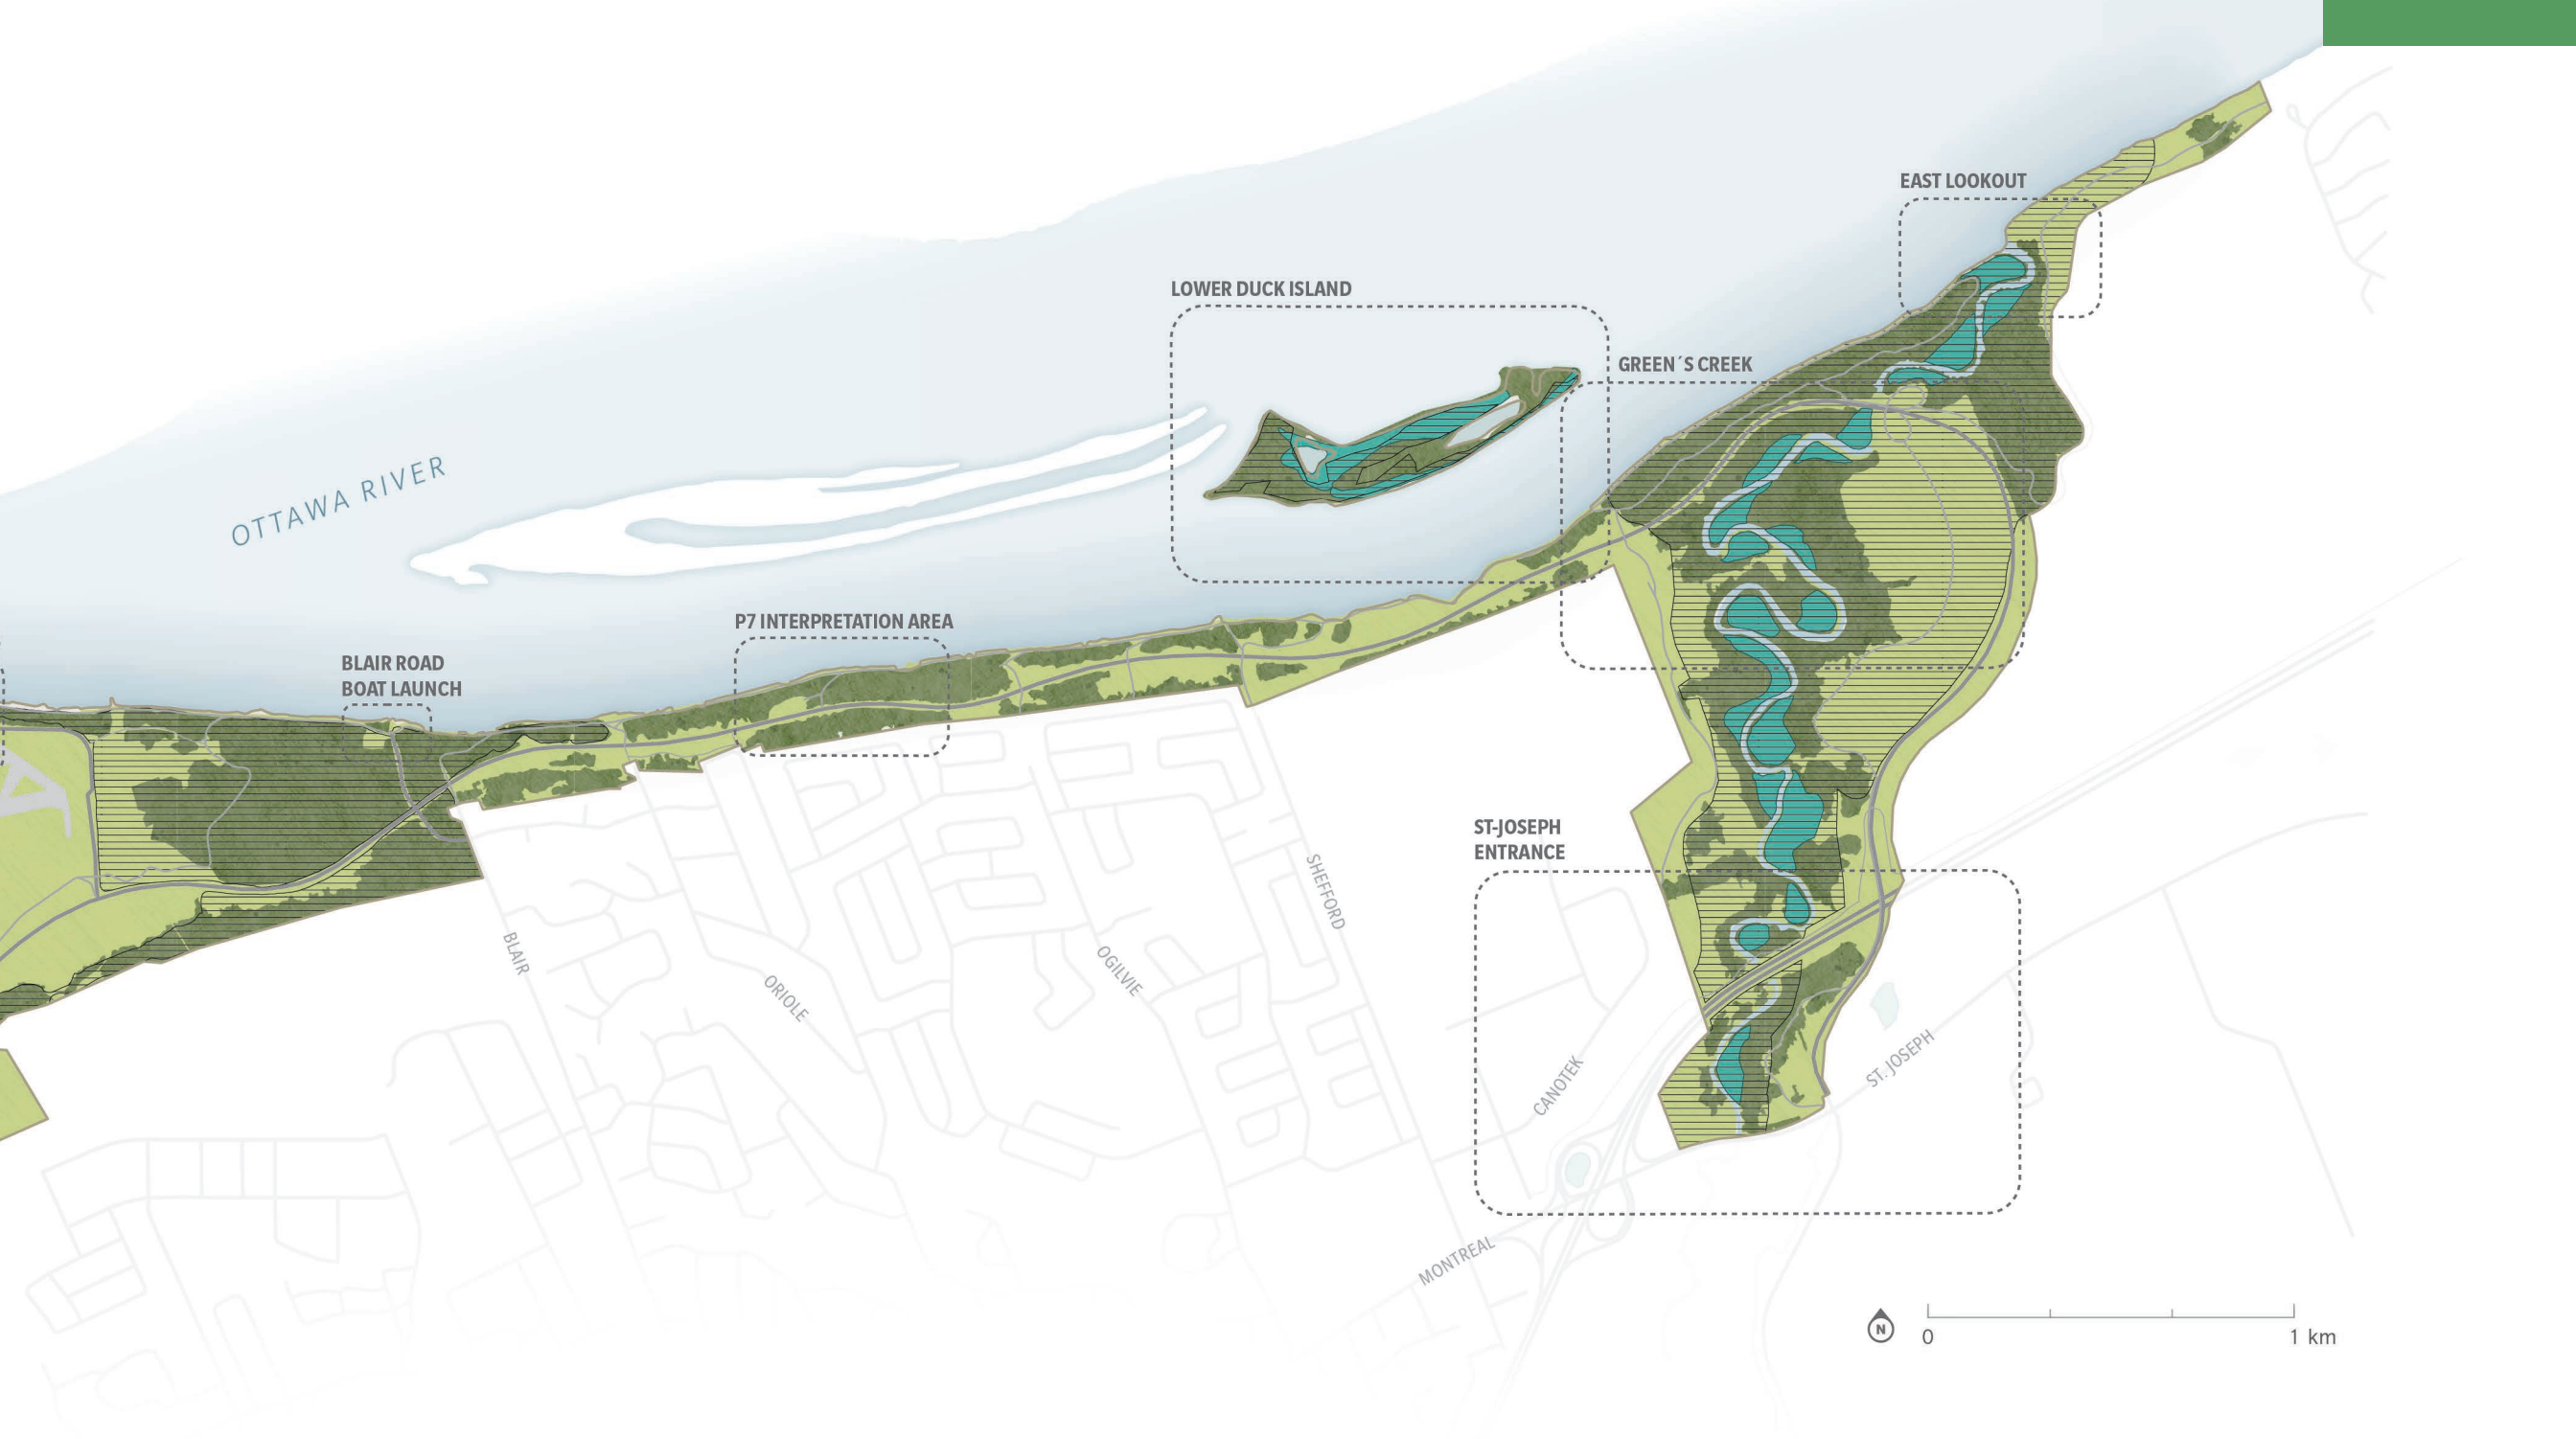 EAST LOOKOUT
LOWER DUCK ISLAND
GREEN´S CREEK
OTTAWA RIVER
P7 INTERPRETATION AREA
BLAIR ROAD
BOAT LAUNCH
ST-JOSEPH
ENTRANCE
SHEFFORD
BLAIR
ORIOLE
OGILVIE
CANOTEK
ST. JOSEPH
MONTREAL
N
0
1 km